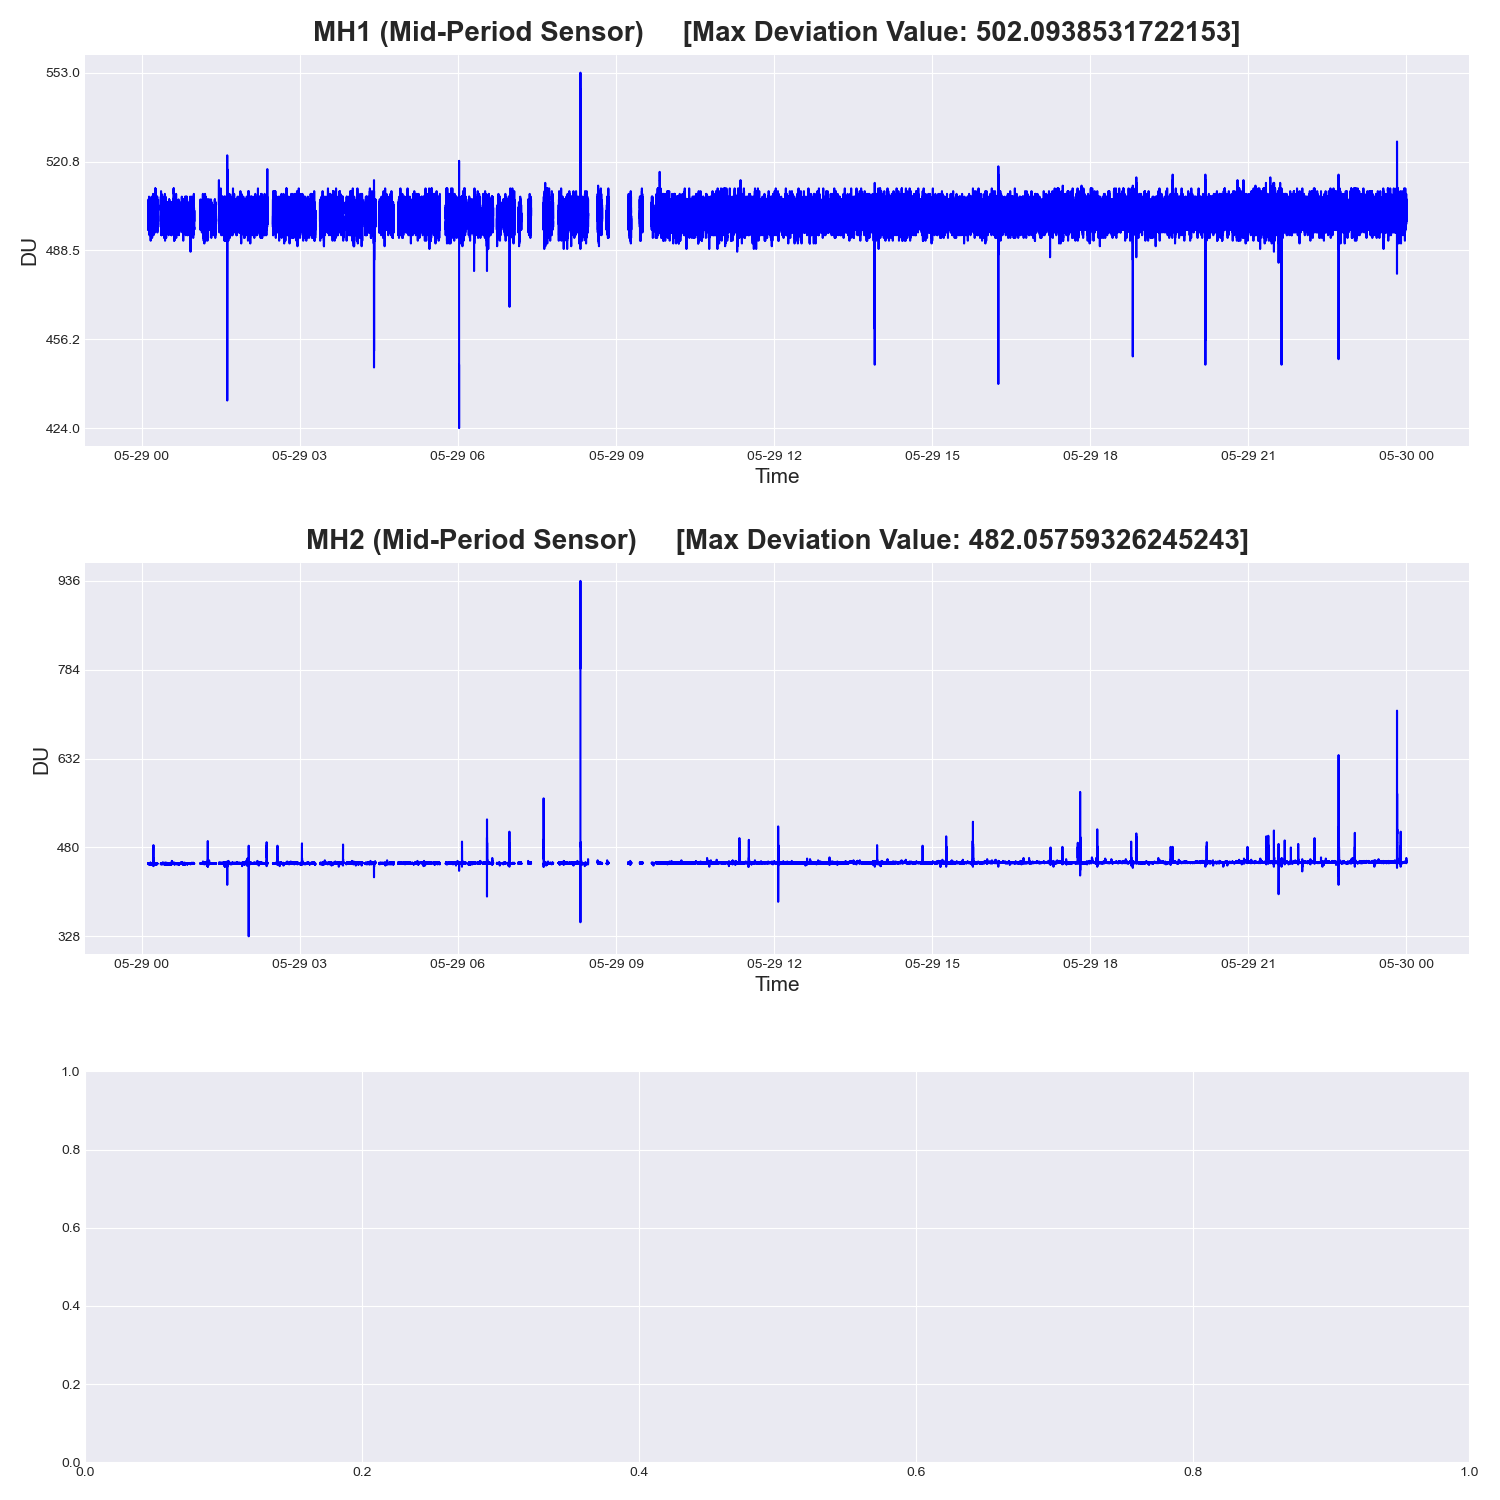 MH1 (Mid-Period Sensor) [Max Deviation Value: 502.0938531722153]
553.0
520.8
488.5
456.2
424.0
DU
05-29 00 05-29 03 05-29 06 05-29 09 05-29 12 05-29 15 05-29 18 05-29 21 05-30 00
Time
MH2 (Mid-Period Sensor) [Max Deviation Value: 482.05759326245243]
936
784
632
480
328
DU
05-29 00 05-29 03 05-29 06 05-29 09 05-29 12 05-29 15 05-29 18 05-29 21 05-30 00
Time
1.0
0.8
0.6
0.4
0.2
0.0
0.0 0.2 0.4 0.6 0.8 1.0